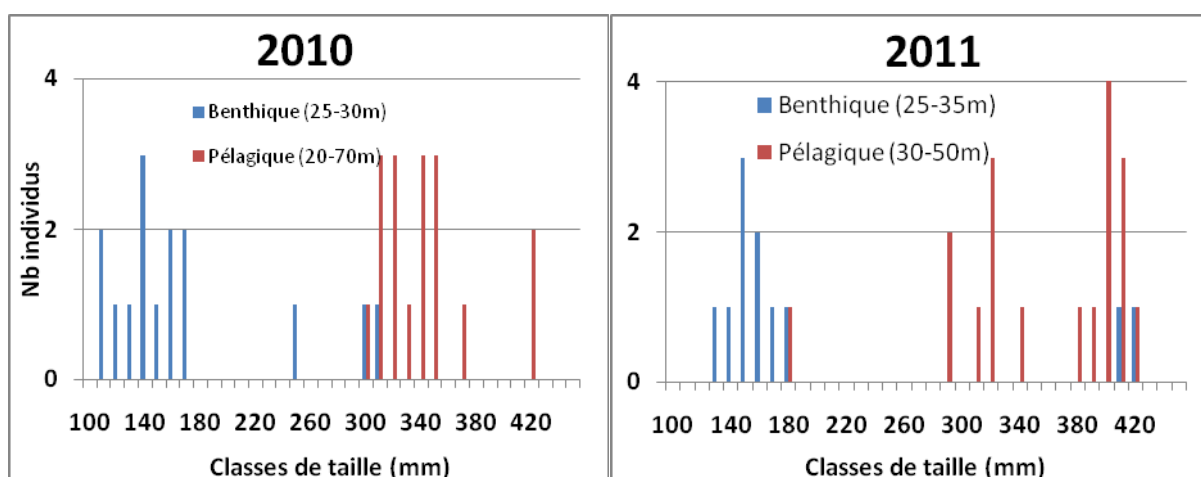 2010
4
Benthique (25-30m)
Pélagique (20-70m)
Nb individus
2
0
100 140 180 220 260 300 340 380 420
Classes de taille (mm)
2011
4
Benthique (25-35m)
Pélagique (30-50m)
2
0
100 140 180 220 260 300 340 380 420
Classes de taille (mm)